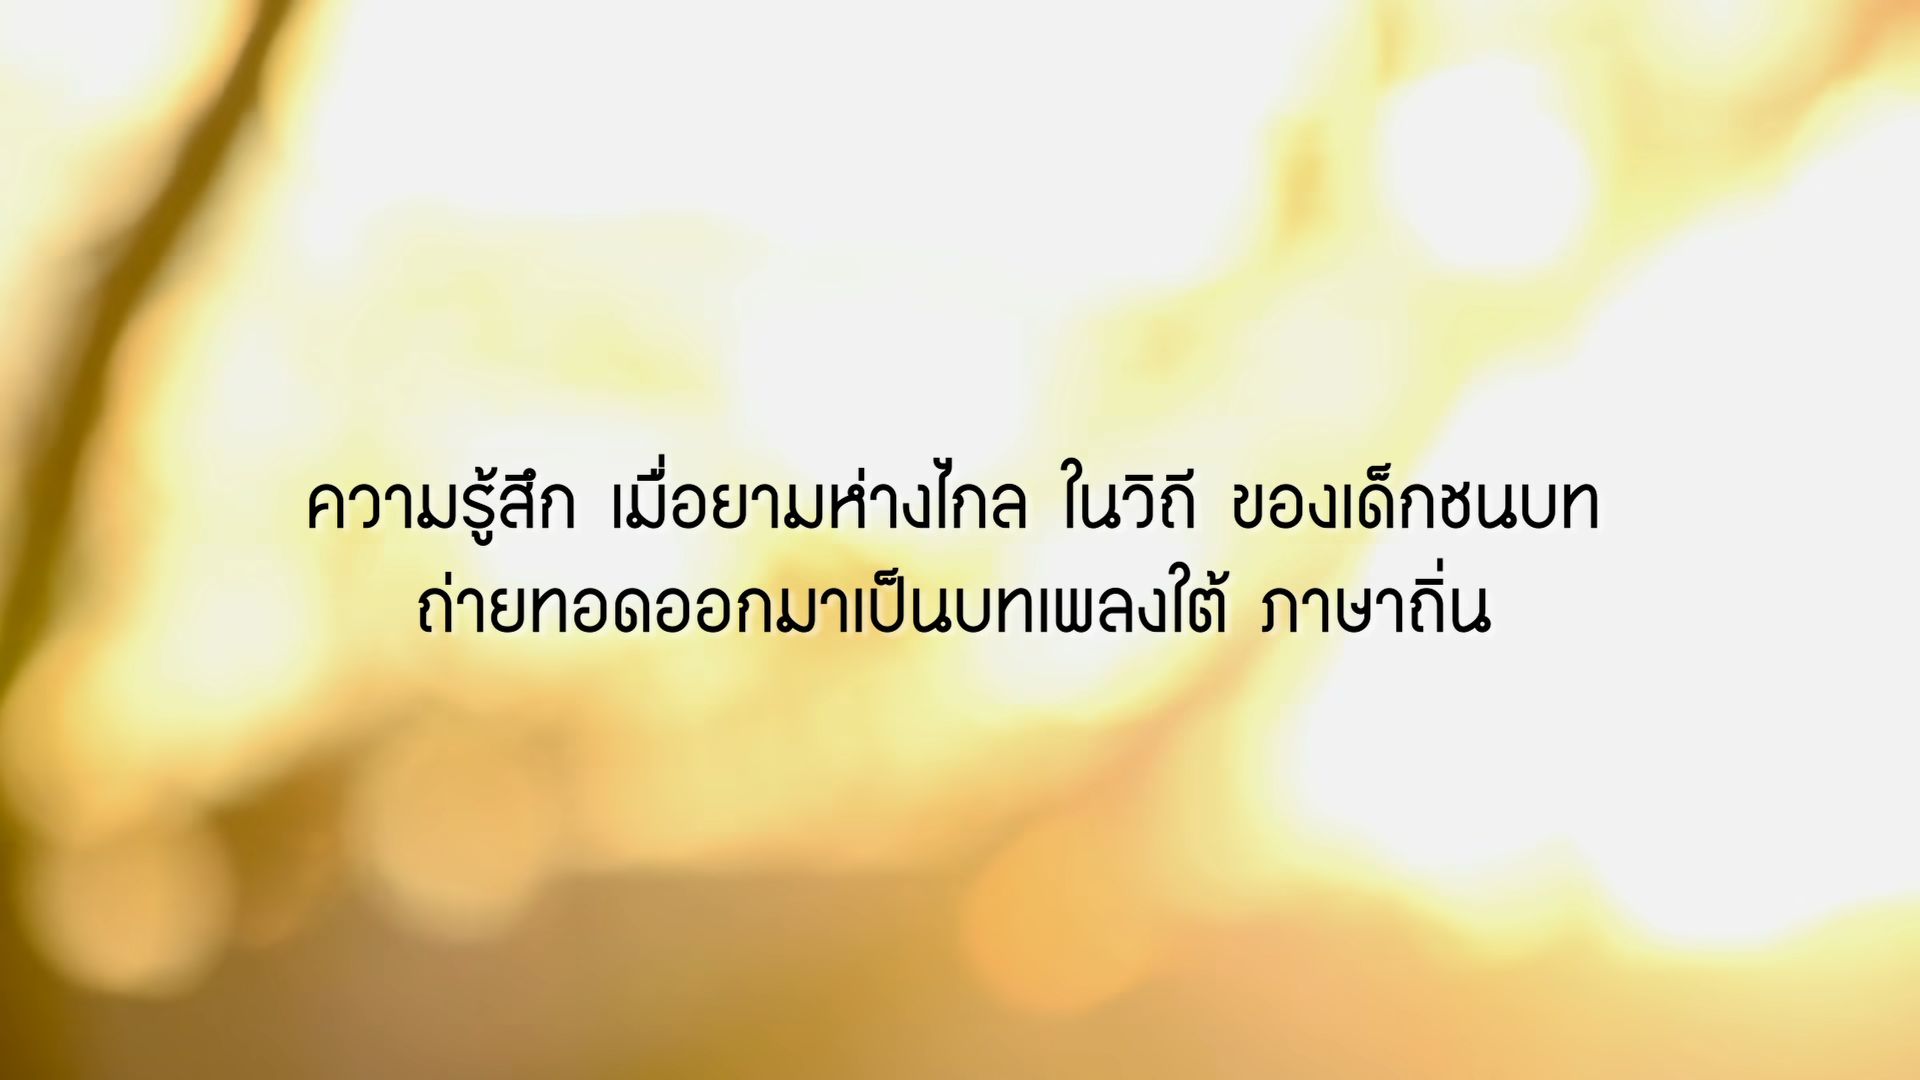 ความรู้สึก เมื่อยามห่างไกล ในวิถี ของเด็กชนบท
ถ่ายทอดออกมาเป็นบทเพลงใต้ ภาษาถิ่น